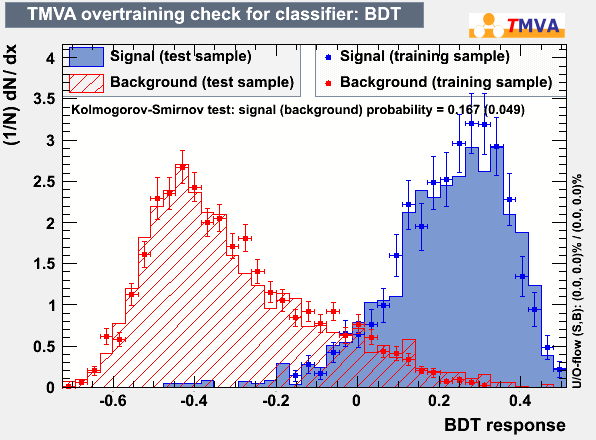 TMVA overtraining check for classifier: BDT
TMVA
Signal (test sample)
Background (test sample)
Signal (training sample)
Background (training sample)
Kolmogorov-Smirnov test: signal (background) probability = 0.167 (0.049)
(1/N) dN / dx
4
3.5
3
2.5
2
1.5
1
0.5
0
-0.6
-0.4
-0.2
0
0.2
0.4
BDT response
U/O-flow (S,B): (0.0, 0.0)% / (0.0, 0.0)%